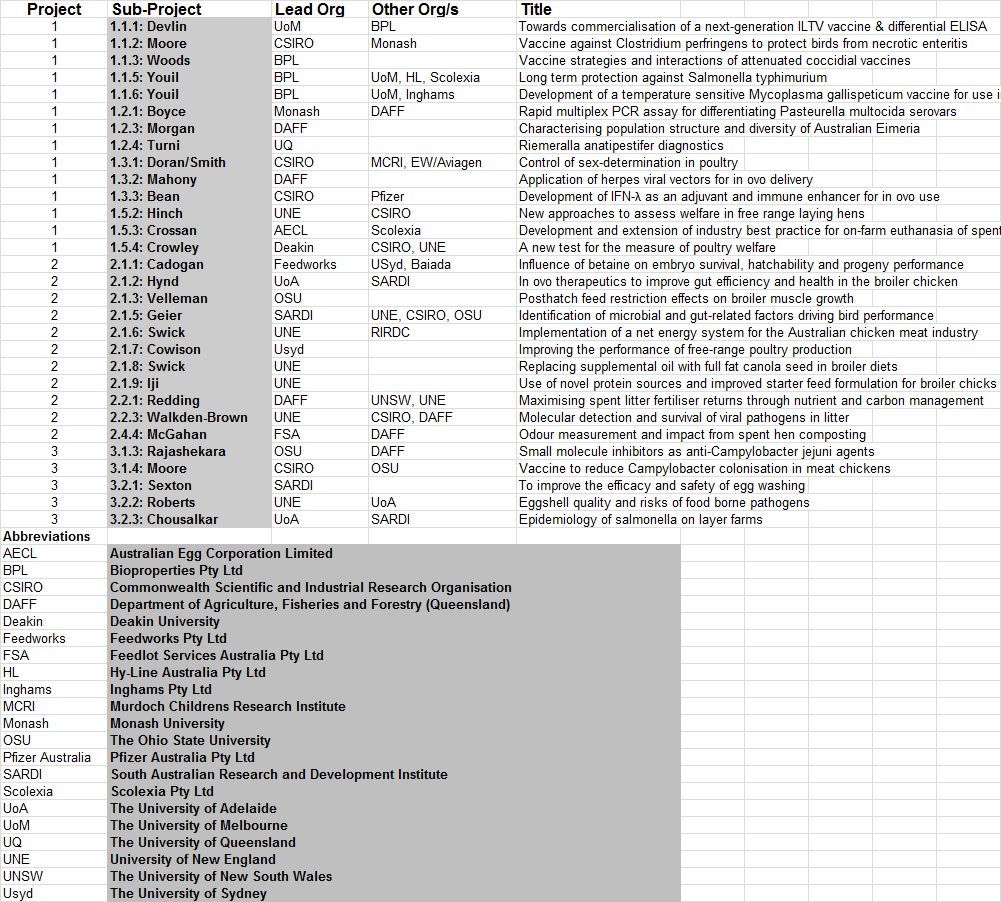 Project Sub-Project Lead Org Other Org/s Title
1 1.1.1: Devlin UoM BPL Towards commercialisation of a next-generation ILTV vaccine & differential ELISA
1 1.1.2: Moore CSIRO Monash Vaccine against Clostridium perfringens to protect birds from necrotic enteritis
1 1.1.3: Woods BPL Vaccine strategies and interactions of attenuated coccidial vaccines
1 1.1.5: Youil BPL UoM, HL, Scolexia Long term protection against Salmonella typhimurium
1 1.1.6: Youil BPL UoM, Inghams Development of a temperature sensitive Mycoplasma gallispeticum vaccine for use i
1 1.2.1: Boyce Monash DAFF Rapid multiplex PCR assay for differentiating Pasteurella multocida serovars
1 1.2.3: Morgan DAFF Characterising population structure and diversity of Australian Eimeria
1 1.2.4: Turni UQ Riemeralla anatipestifer diagnostics
1 1.3.1: Doran/Smith CSIRO MCRI, EW/Aviagen Control of sex-determination in poultry
1 1.3.2: Mahony DAFF Application of herpes viral vectors for in ovo delivery
1 1.3.3: Bean CSIRO Pfizer Development of IFN-λ as an adjuvant and immune enhancer for in ovo use
1 1.5.2: Hinch UNE CSIRO New approaches to assess welfare in free range laying hens
1 1.5.3: Crossan AECL Scolexia Development and extension of industry best practice for on-farm euthanasia of spent
1 1.5.4: Crowley Deakin CSIRO, UNE A new test for the measure of poultry welfare
2 2.1.1: Cadogan Feedworks USyd, Baiada Influence of betaine on embryo survival, hatchability and progeny performance
2 2.1.2: Hynd UoA SARDI In ovo therapeutics to improve gut efficiency and health in the broiler chicken
2 2.1.3: Velleman OSU Posthatch feed restriction effects on broiler muscle growth
2 2.1.5: Geier SARDI UNE, CSIRO, OSU Identification of microbial and gut-related factors driving bird performance
2 2.1.6: Swick UNE RIRDC Implementation of a net energy system for the Australian chicken meat industry
2 2.1.7: Cowison Usyd Improving the performance of free-range poultry production
2 2.1.8: Swick UNE Replacing supplemental oil with full fat canola seed in broiler diets
2 2.1.9: Iji UNE Use of novel protein sources and improved starter feed formulation for broiler chicks
2 2.2.1: Redding DAFF UNSW, UNE Maximising spent litter fertiliser returns through nutrient and carbon management
2 2.2.3: Walkden-Brown UNE CSIRO, DAFF Molecular detection and survival of viral pathogens in litter
2 2.4.4: McGahan FSA DAFF Odour measurement and impact from spent hen composting
3 3.1.3: Rajashekara OSU DAFF Small molecule inhibitors as anti-Campylobacter jejuni agents
3 3.1.4: Moore CSIRO OSU Vaccine to reduce Campylobacter colonisation in meat chickens
3 3.2.1: Sexton SARDI To improve the efficacy and safety of egg washing
3 3.2.2: Roberts UNE UoA Eggshell quality and risks of food borne pathogens
3 3.2.3: Chousalkar UoA SARDI Epidemiology of salmonella on layer farms
Abbreviations
AECL Australian Egg Corporation Limited
BPL Bioproperties Pty Ltd
CSIRO Commonwealth Scientific and Industrial Research Organisation
DAFF Department of Agriculture, Fisheries and Forestry (Queensland)
Deakin Deakin University
Feedworks Feedworks Pty Ltd
FSA Feedlot Services Australia Pty Ltd
HL Hy-Line Australia Pty Ltd
Inghams Inghams Pty Ltd
MCRI Murdoch Childrens Research Institute
Monash Monash University
OSU The Ohio State University
Pfizer Australia Pfizer Australia Pty Ltd
SARDI South Australian Research and Development Institute
Scolexia Scolexia Pty Ltd
UoA The University of Adelaide
UoM The University of Melbourne
UQ The University of Queensland
UNE University of New England
UNSW The University of New South Wales
Usyd The University of Sydney